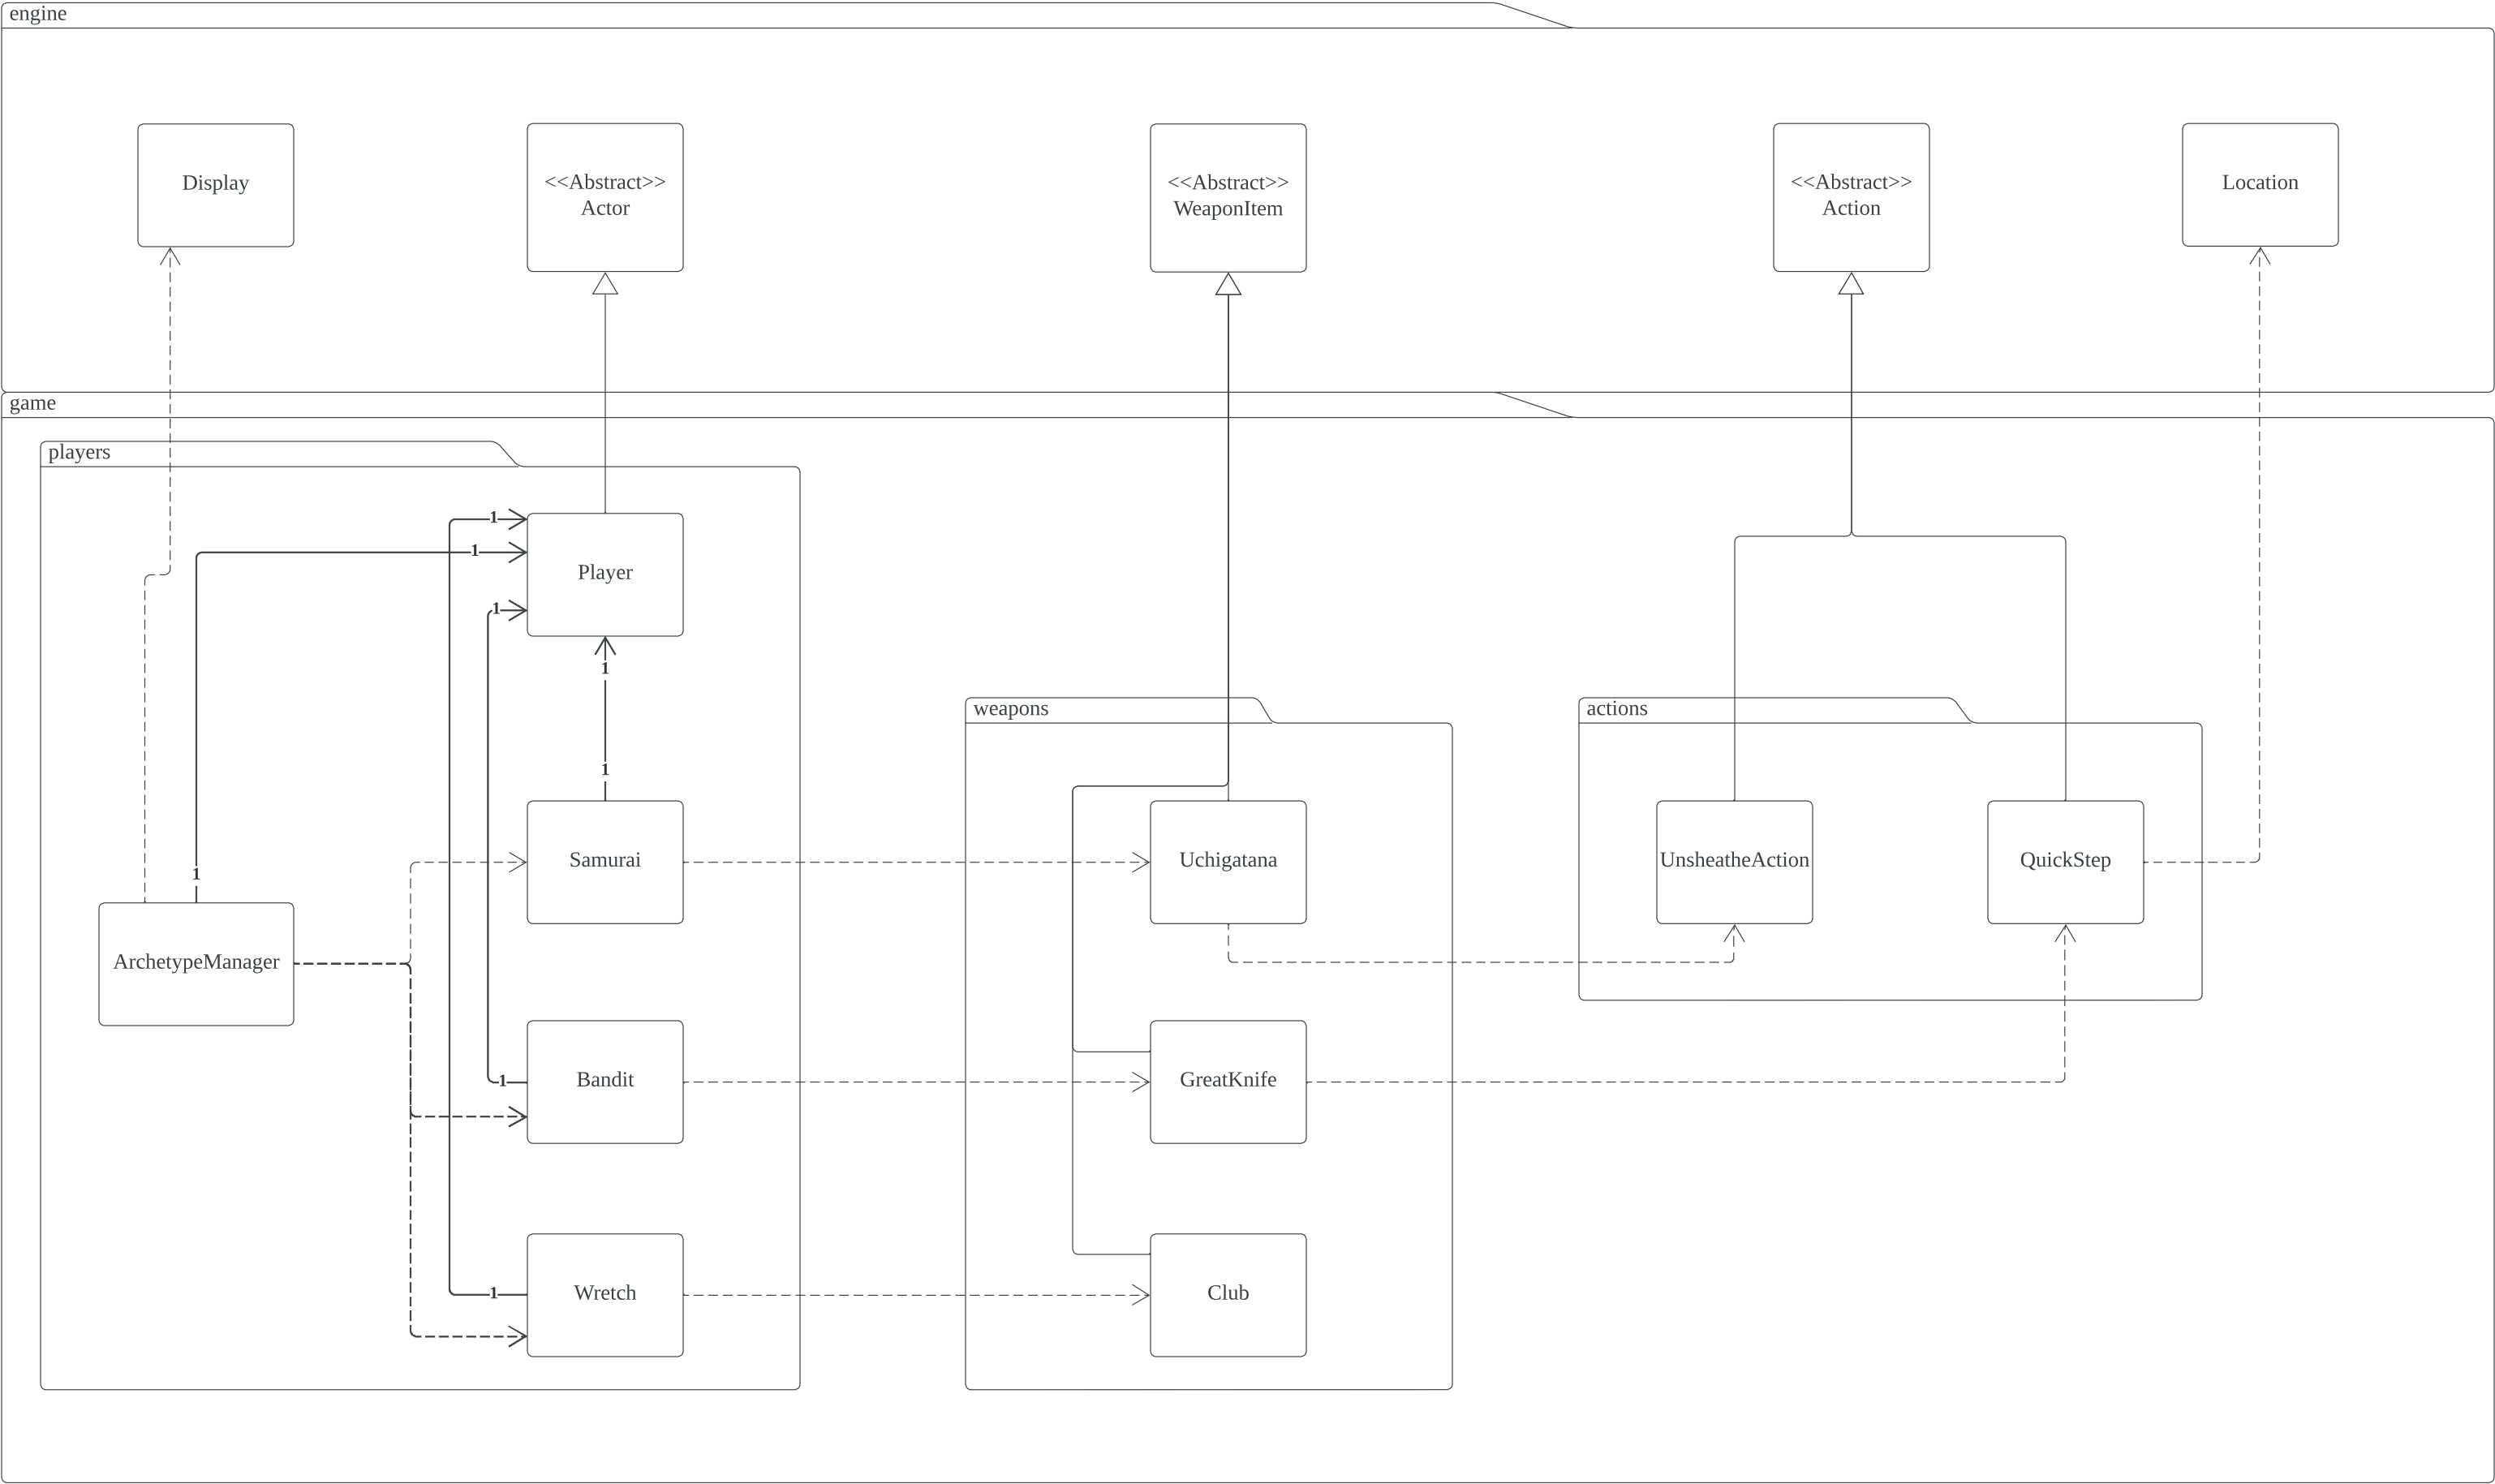 engine
Display
<<Abstract>>
Actor
<<Abstract>>
WeaponItem
<<Abstract>>
Action
Location
game
players
1
1
Player
1
1
weapons
actions
1
1
Samurai
Uchigatana
UnsheatheAction
QuickStep
ArchetypeManager
1
Bandit
GreatKnife
1
Wretch
Club